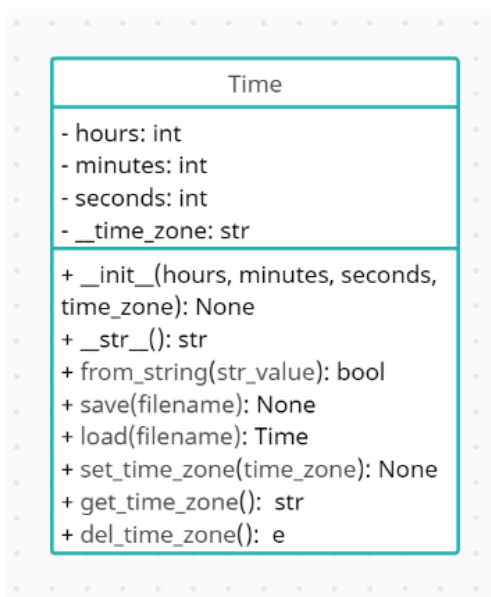 Time
- hours: int
- minutes: int
- seconds: int
- __time_zone: str
+ __init__(hours, minutes, seconds,
time_zone): None
+ __str__(): str
+ from_string(str_value): bool
+ save(filename): None
+ load(filename): Time
+ set_time_zone(time_zone): None
+ get_time_zone(): str
+ del_time_zone(): e